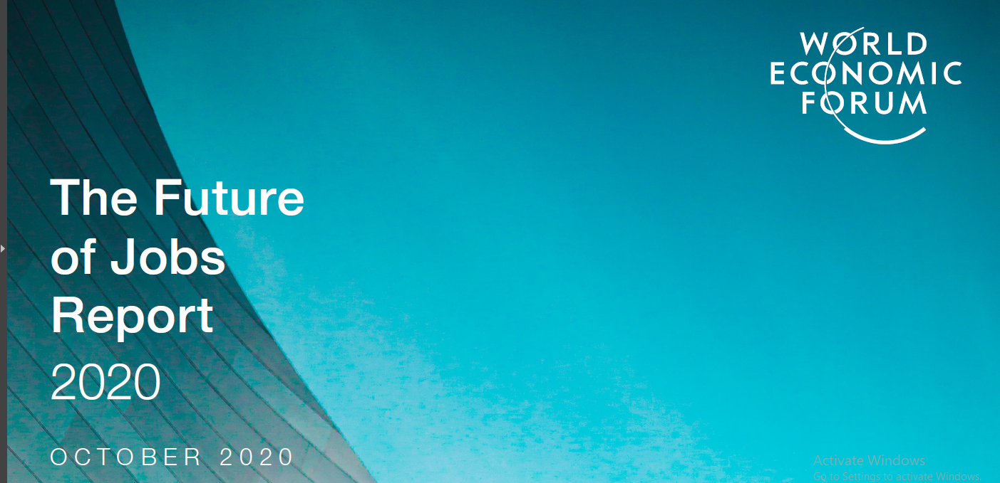 WORLD
ECONOMIC
FORUM
The Future
of Jobs
Report
2020
OCTOBER 2020
Activate Windows
Go to Settings to activate Windows.